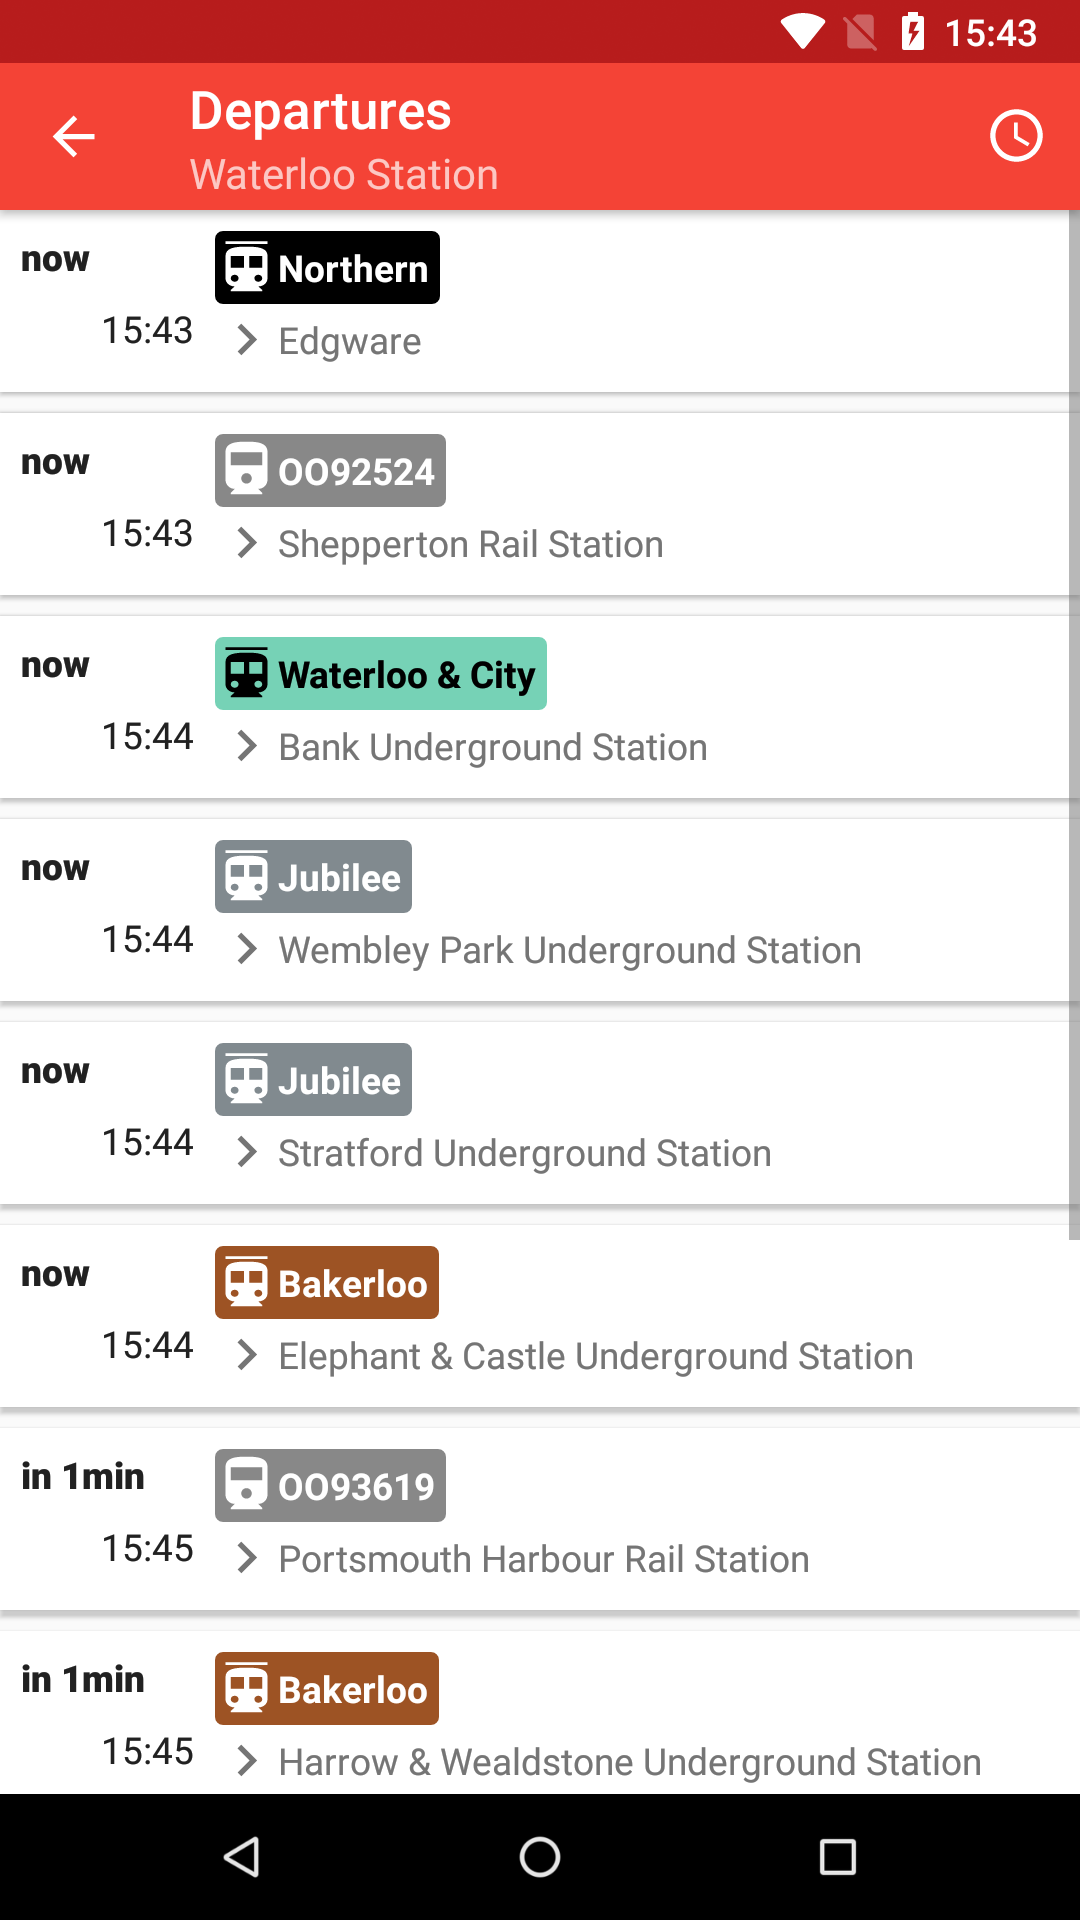 15:43
Departures
Waterloo Station
now
Northern
15:43
Edgware
now
OO92524
15:43
Shepperton Rail Station
now
Waterloo & City
15:44
Bank Underground Station
now
Jubilee
15:44
Wembley Park Underground Station
now
Jubilee
15:44
Stratford Underground Station
now
Bakerloo
15:44
Elephant & Castle Underground Station
in 1min
OO93619
15:45
Portsmouth Harbour Rail Station
in 1min
Bakerloo
15:45
Harrow & Wealdstone Underground Station